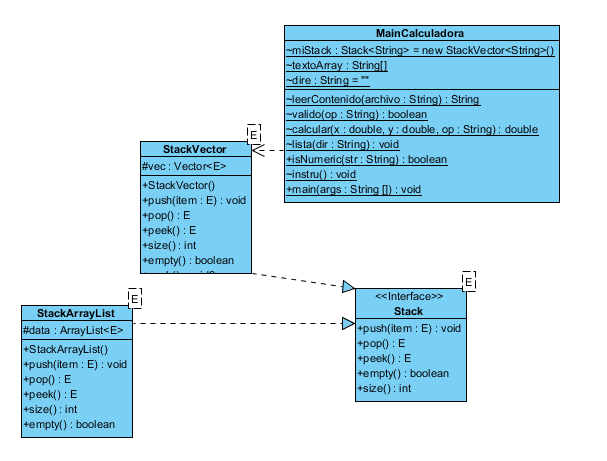 MainCalculadora
~miStack : Stack<String> = new StackVector<String>()
~textoArray : String[]
~dire : String = ""
~leerContenido(archivo : String) : String
~valido(op : String) : boolean
~calcular(x : double, y : double, op : String) : double
~lista(dir : String) : void
+isNumeric(str : String) : boolean
~instru() : void
+main(args : String []) : void
E
StackVector
#vec : Vector<E>
+StackVector()
+push(item : E) : void
+pop() : E
+peek() : E
+size() : int
+empty() : boolean
E
<<Interface>>
Stack
+push(item : E) : void
+pop() : E
+peek() : E
+empty() : boolean
+size() : int
E
StackArrayList
#data : ArrayList<E>
+StackArrayList()
+push(item : E) : void
+pop() : E
+peek() : E
+size() : int
+empty() : boolean